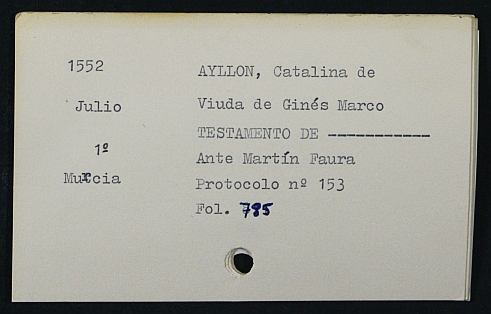 1552
Julio
1º
Murcia
AYLLON, Catalina de
Viuda de Ginés Marco
TESTAMENTO DE -----------
Ante Martín Faura
Protocolo nº 153
Fol. 785